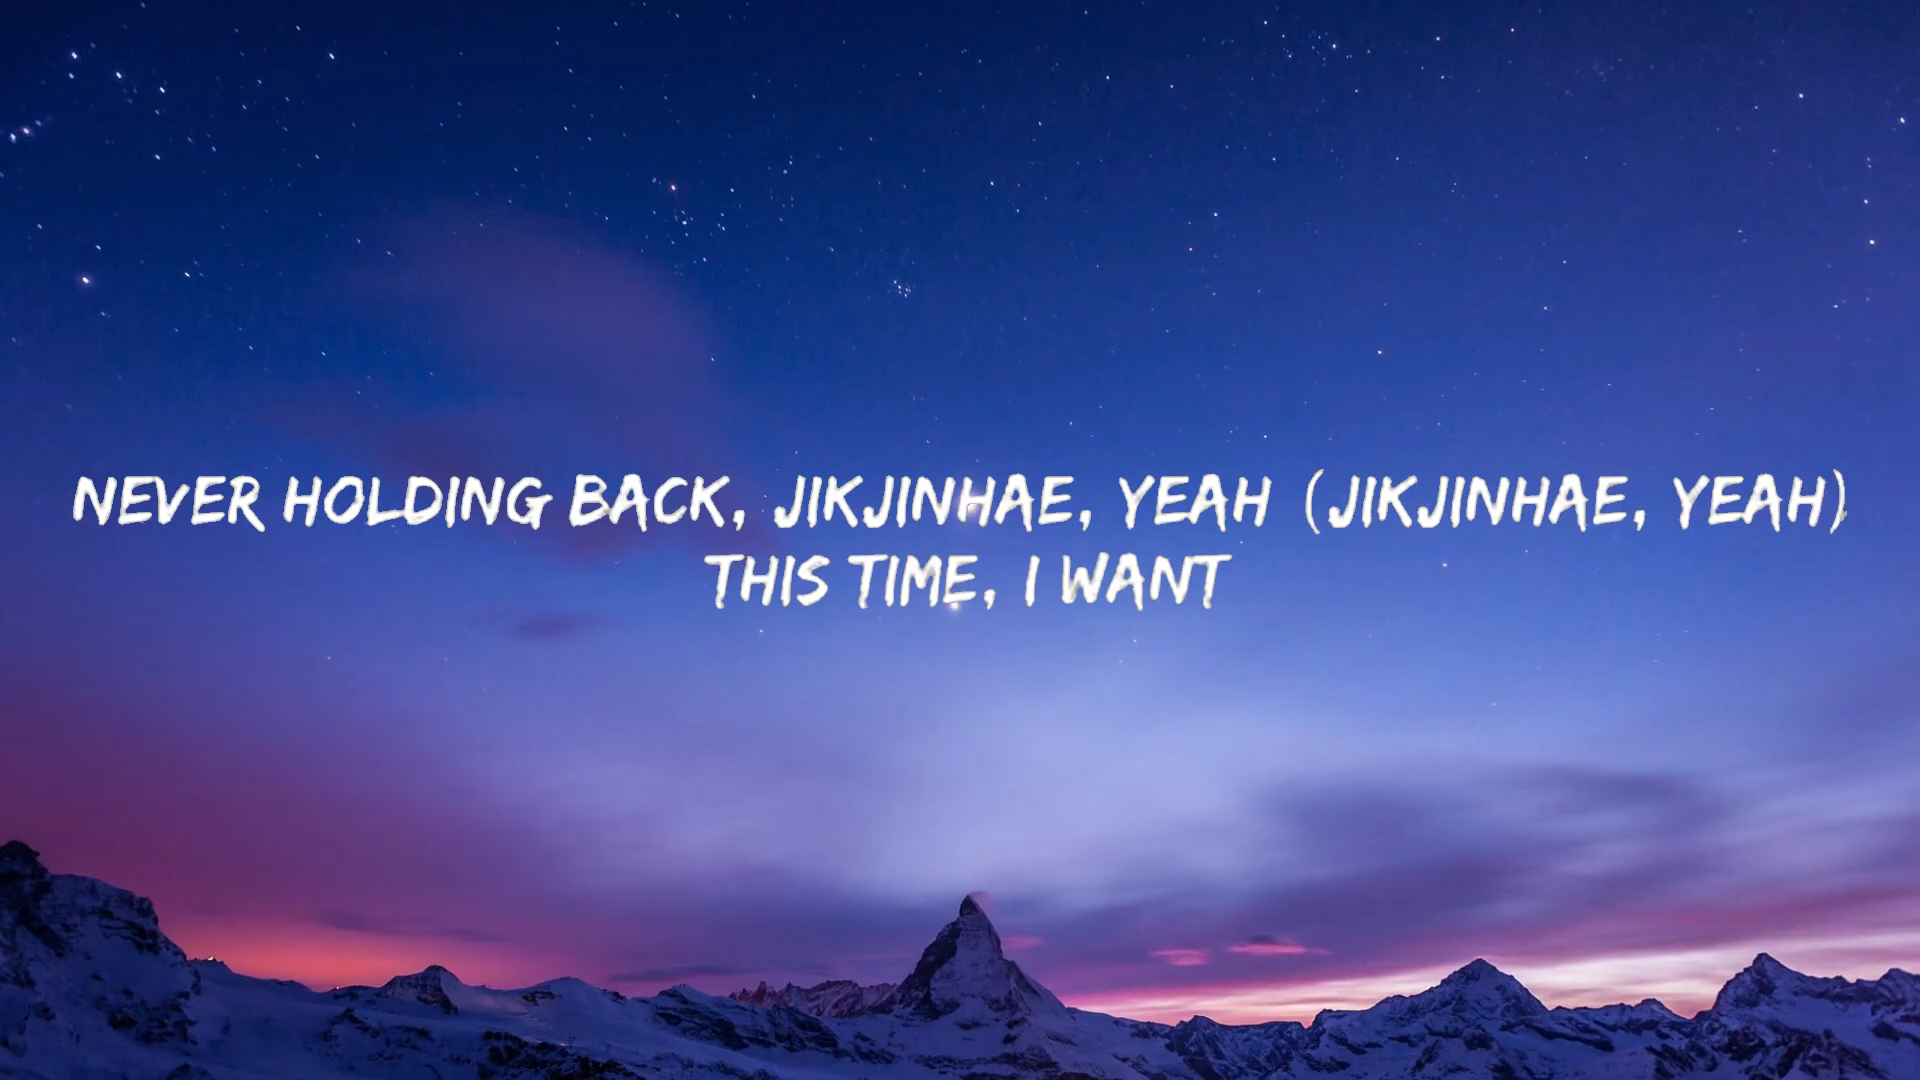 NEVER HOLDING BACK, JIKJINHAE, YEAH (JIKJINHAE, YEAH)
THIS TIME, I WANT